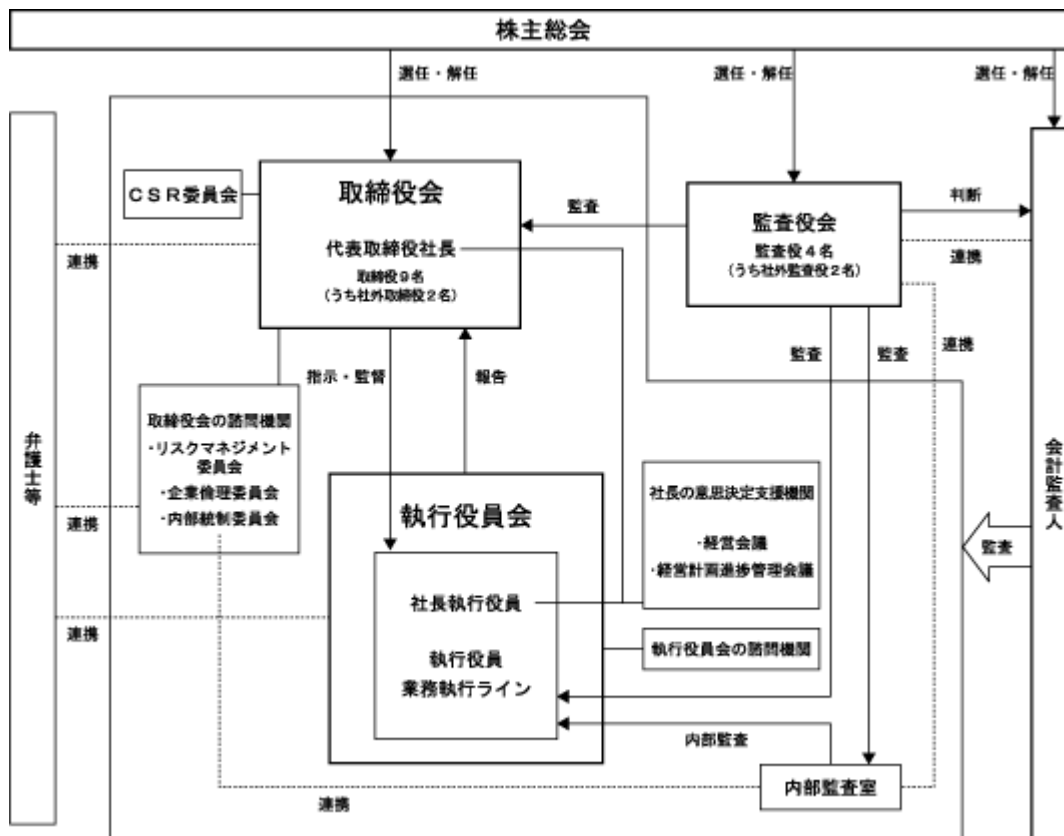 株主総会
選任・解任
選任・解任
選任・解任
CSR委員会
取締役会
代表取締役社長
取締役9名
(うち社外取締役2名)
監査
監査役会
監査役4名
(うち社外監査役2名)
判断
連携
連携
連携
監査
監査
指示・監督
報告
取締役会の諮問機関
・リスクマネジメント
委員会
・企業倫理委員会
・内部統制委員会
弁護士等
会計監査人
執行役員会
社長の意思決定支援機関
・経営会議
・経営計画進捗管理会議
監査
連携
社長執行役員
連携
執行役員会の諮問機関
執行役員
業務執行ライン
内部監査
内部監査室
連携